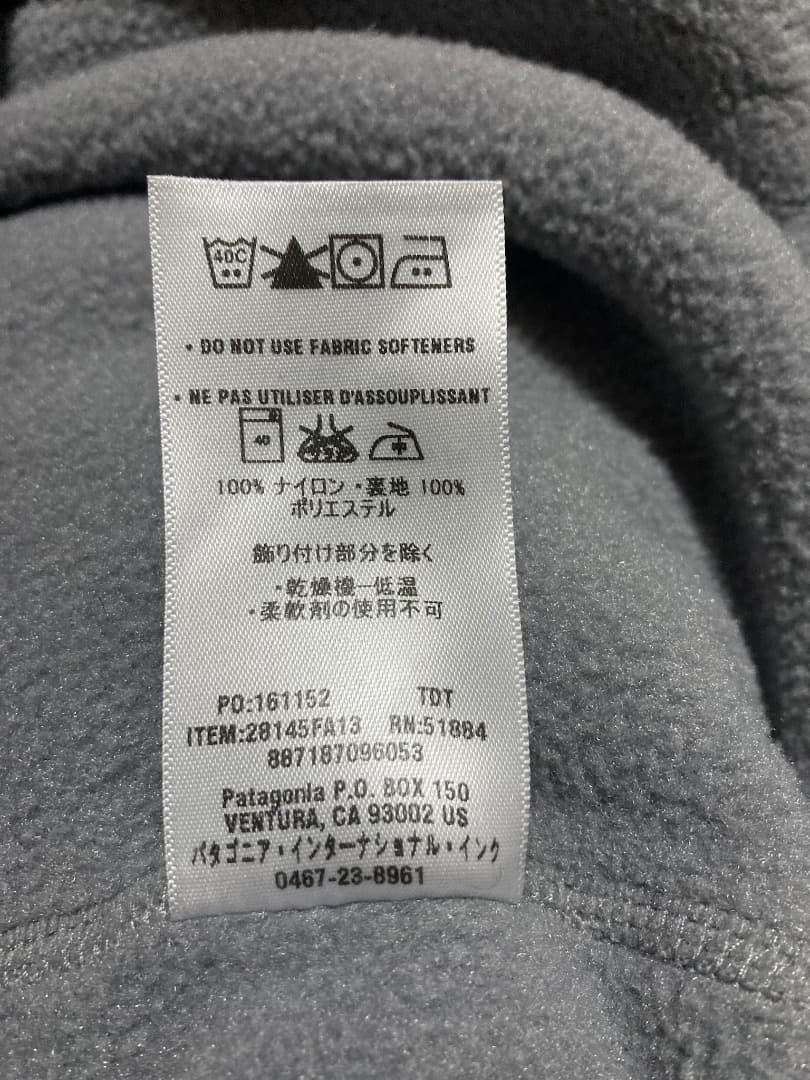 40C
• DO NOT USE FABRIC SOFTENERS
• NE PAS UTILISER D'ASSOUPLISSANT
40
中
100% ナイロン・裏地 100%
ポリエステル
飾り付け部分を除く
・乾燥機ー低温
・柔軟剤の使用不可
PO:161152 TDT
ITEM:28145FA13 RN:51884
887187096053
Patagonia P.O. BOX 150
VENTURA, CA 93002 US
パタゴニア・インターナショナル・インク
0467-23-8961